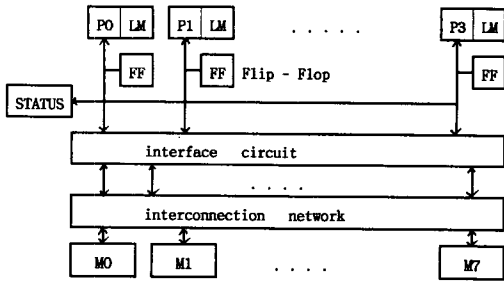 P0 LM P1 LM . . . . . P3 LM
FF FF Flip - Flop FF
STATUS
interface circuit
. . . .
interconnection network
M0 M1 . . . . M7